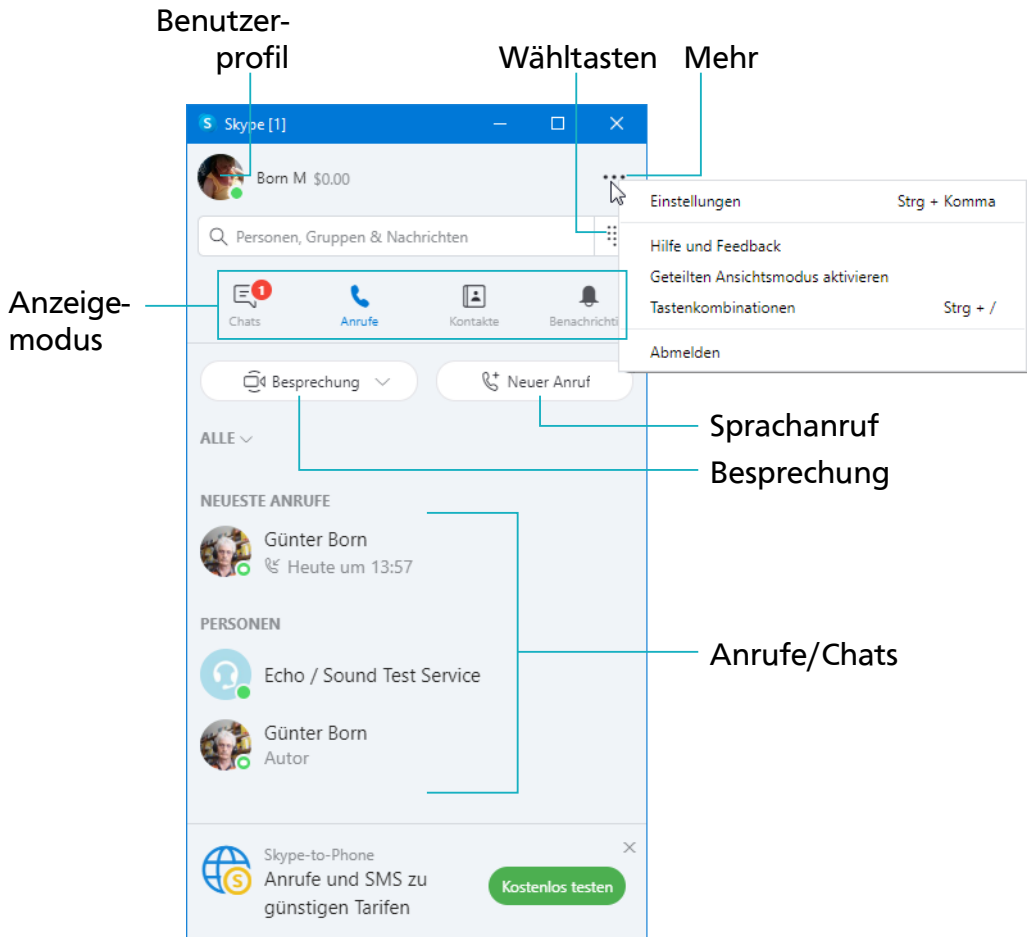 Benutzer-
profil
Wähltasten
Mehr
S Skype [1]
Born M $0.00
Personen, Gruppen & Nachrichten
Einstellungen Strg + Komma
Hilfe und Feedback
Geteilten Ansichtsmodus aktivieren
Tastenkombinationen Strg + /
Abmelden
Anzeige-
modus
1
Chats
Anrufe
Kontakte
Benachrichti
Besprechung
Neuer Anruf
Sprachanruf
Besprechung
ALLE
NEUESTE ANRUFE
Günter Born
Heute um 13:57
PERSONEN
Echo / Sound Test Service
Günter Born
Autor
Anrufe/Chats
S
Skype-to-Phone
Anrufe und SMS zu
günstigen Tarifen
Kostenlos testen